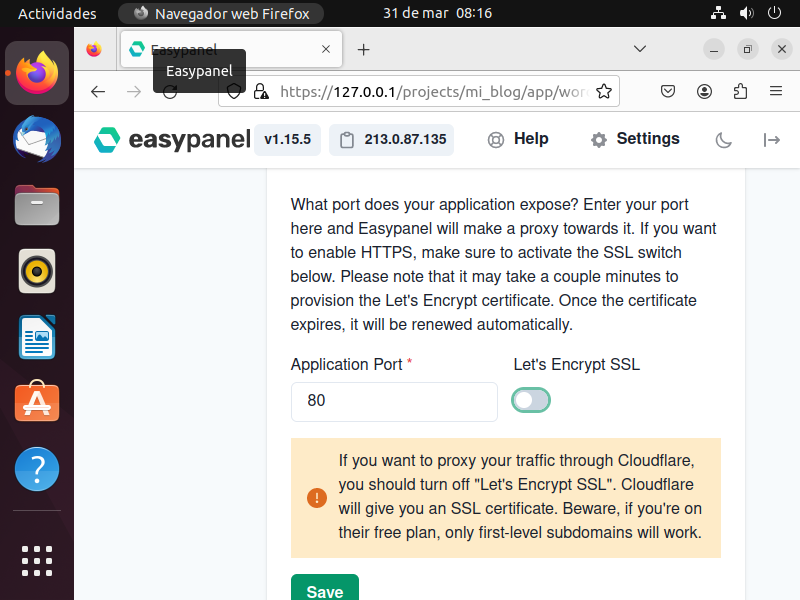 Actividades
Navegador web Firefox
31 de mar 08:16
Easypanel
Easypanel
https://127.0.0.1/projects/mi_blog/app/wor
easypanel
v1.15.5
213.0.87.135
Help
Settings
What port does your application expose? Enter your port
here and Easypanel will make a proxy towards it. If you want
to enable HTTPS, make sure to activate the SSL switch
below. Please note that it may take a couple minutes to
provision the Let's Encrypt certificate. Once the certificate
expires, it will be renewed automatically.
Application Port *
Let's Encrypt SSL
80
If you want to proxy your traffic through Cloudflare,
you should turn off "Let's Encrypt SSL". Cloudflare
will give you an SSL certificate. Beware, if you're on
their free plan, only first-level subdomains will work.
Save